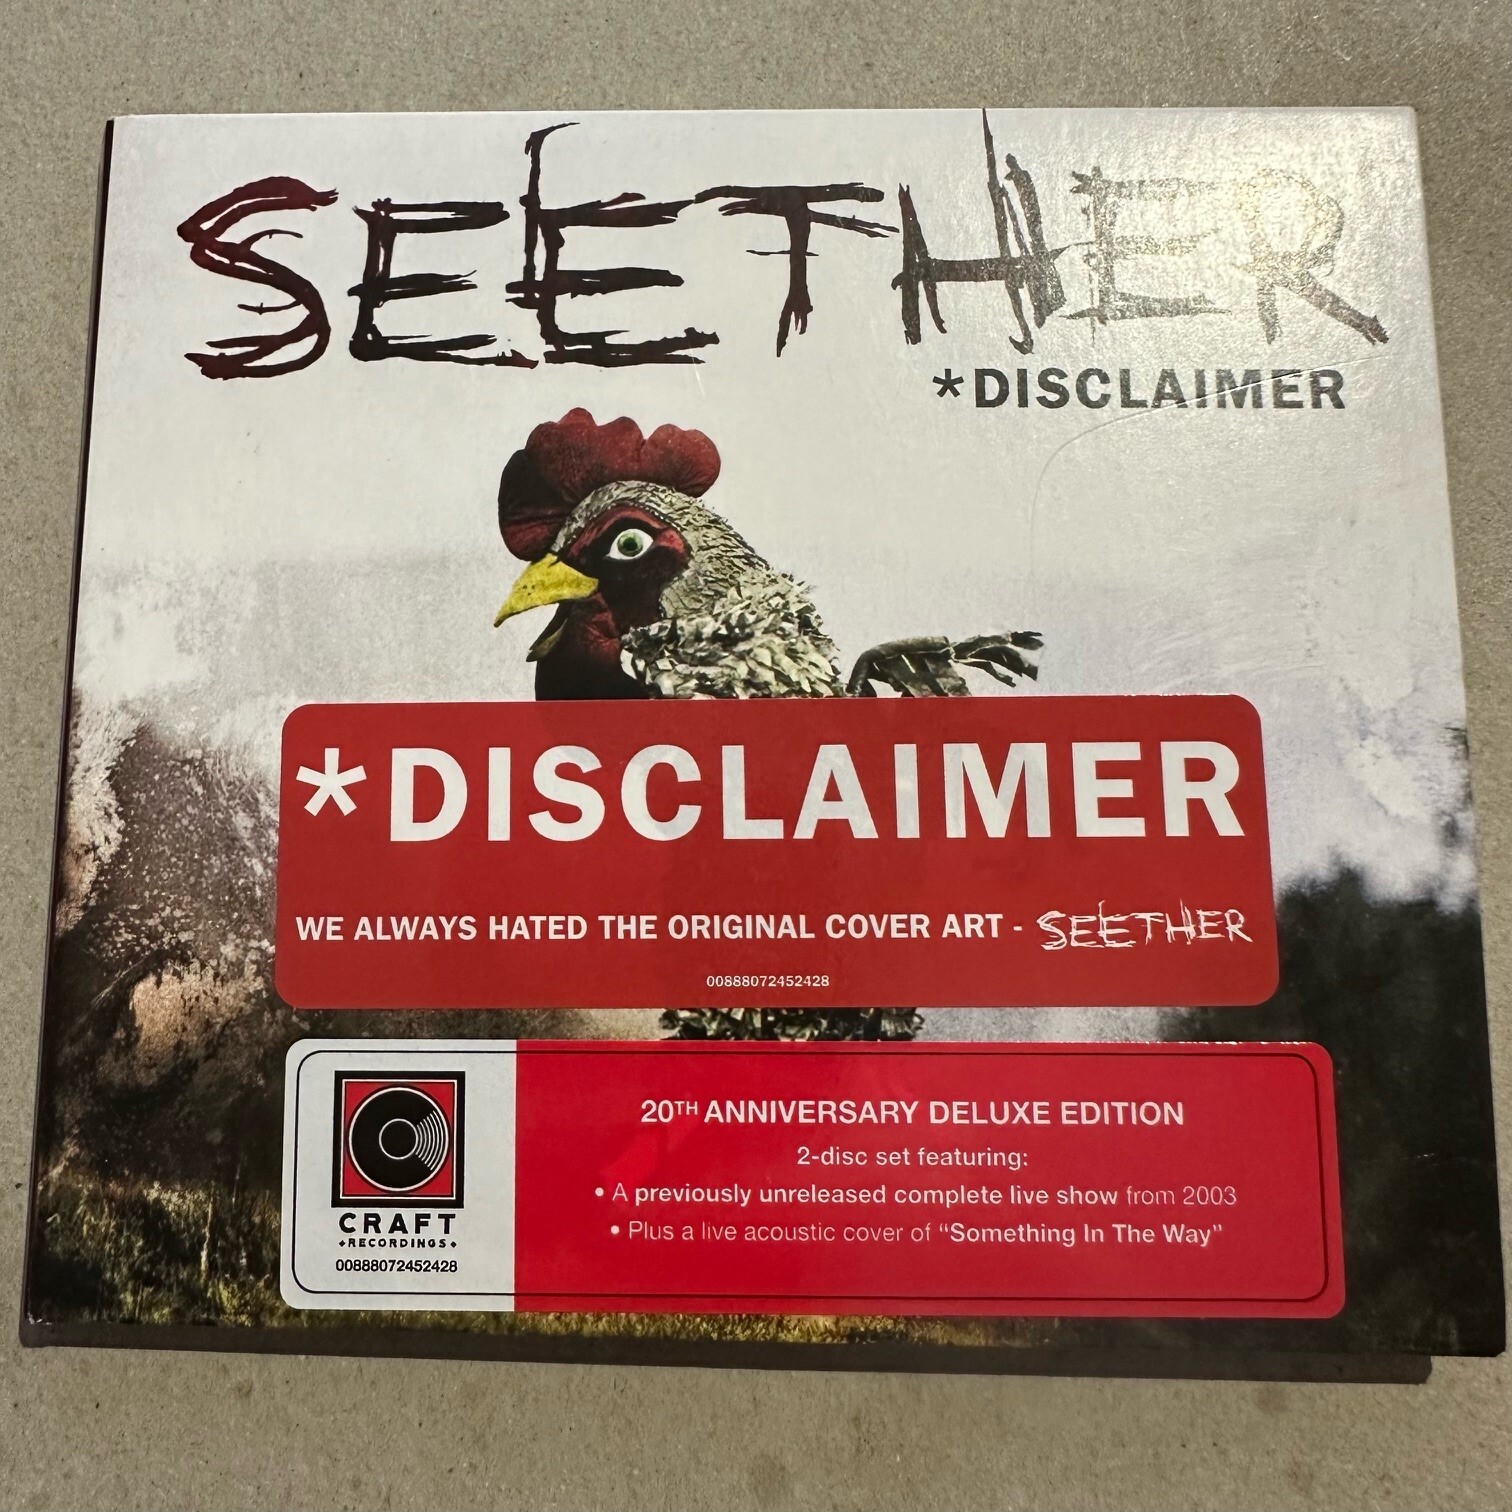 SEETHER
*DISCLAIMER
*DISCLAIMER
WE ALWAYS HATED THE ORIGINAL COVER ART - SEETHER
00888072452428
CRAFT
RECORDINGS
00888072452428
20TH ANNIVERSARY DELUXE EDITION
2-disc set featuring:
• A previously unreleased complete live show from 2003
• Plus a live acoustic cover of “Something In The Way”